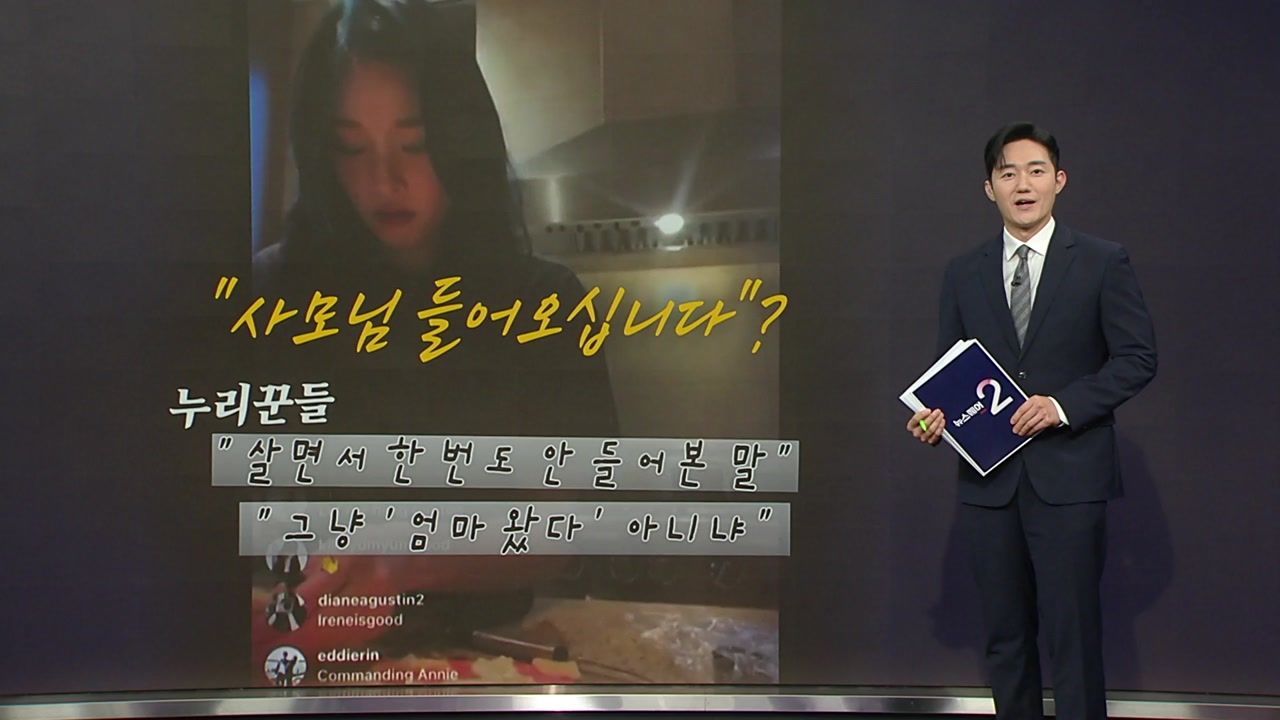 "사모님 들어오십니다"?
누리꾼들
"살면서 한 번도 안 들어본 말"
"그냥 '엄마 왔다' 아니냐"
dianeagustin2
Ireneisgood
eddierin
Commanding Annie
뉴스페어
2